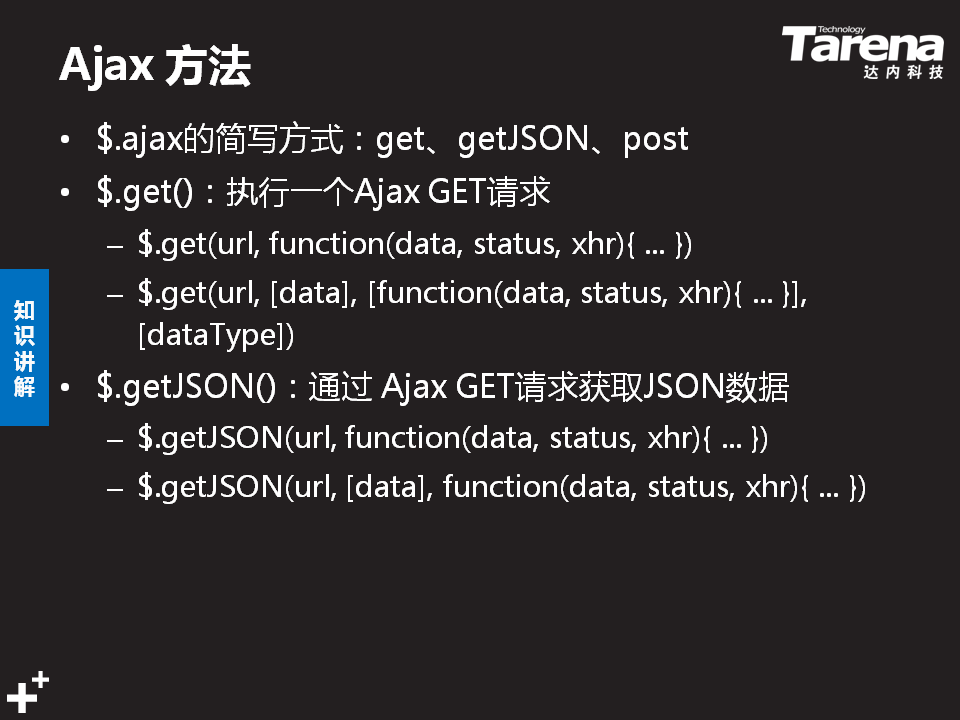 Ajax 方法
Technology
Tarena
达内科技
• $.ajax的简写方式：get、getJSON、post
• $.get()：执行一个Ajax GET请求
– $.get(url, function(data, status, xhr){ ... })
– $.get(url, [data], [function(data, status, xhr){ ... }],
[dataType])
知识讲解
• $.getJSON()：通过 Ajax GET请求获取JSON数据
– $.getJSON(url, function(data, status, xhr){ ... })
– $.getJSON(url, [data], function(data, status, xhr){ ... })